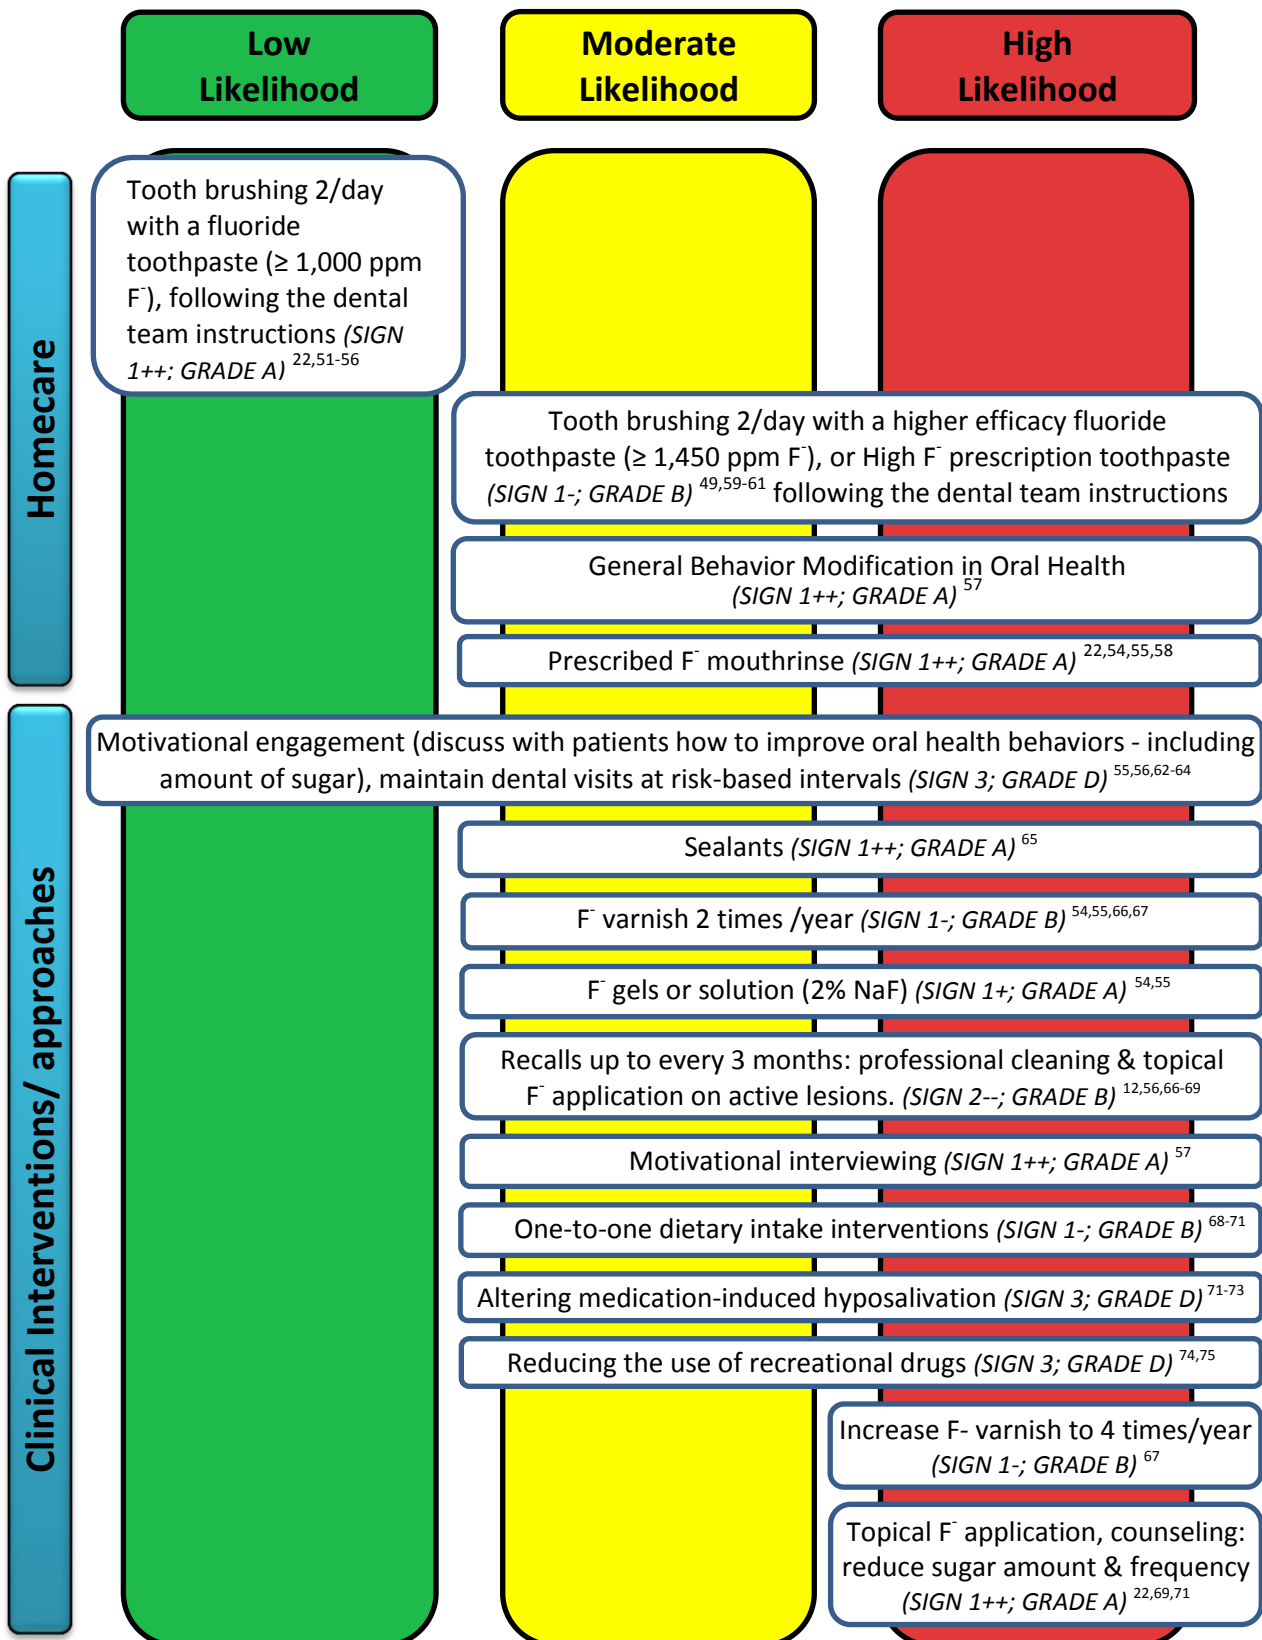 Low
Likelihood
Moderate
Likelihood
High
Likelihood
Homecare
Tooth brushing 2/day
with a fluoride
toothpaste (≥ 1,000 ppm
F⁻), following the dental
team instructions (SIGN
1++; GRADE A) 22,51-56
Tooth brushing 2/day with a higher efficacy fluoride
toothpaste (≥ 1,450 ppm F⁻), or High F⁻ prescription toothpaste
(SIGN 1-; GRADE B) 49,59-61 following the dental team instructions
General Behavior Modification in Oral Health
(SIGN 1++; GRADE A) 57
Prescribed F⁻ mouthrinse (SIGN 1++; GRADE A) 22,54,55,58
Clinical Interventions/ approaches
Motivational engagement (discuss with patients how to improve oral health behaviors - including
amount of sugar), maintain dental visits at risk-based intervals (SIGN 3; GRADE D) 55,56,62-64
Sealants (SIGN 1++; GRADE A) 65
F⁻ varnish 2 times /year (SIGN 1-; GRADE B) 54,55,66,67
F⁻ gels or solution (2% NaF) (SIGN 1+; GRADE A) 54,55
Recalls up to every 3 months: professional cleaning & topical
F⁻ application on active lesions. (SIGN 2--; GRADE B) 12,56,66-69
Motivational interviewing (SIGN 1++; GRADE A) 57
One-to-one dietary intake interventions (SIGN 1-; GRADE B) 68-71
Altering medication-induced hyposalivation (SIGN 3; GRADE D) 71-73
Reducing the use of recreational drugs (SIGN 3; GRADE D) 74,75
Increase F- varnish to 4 times/year
(SIGN 1-; GRADE B) 67
Topical F⁻ application, counseling:
reduce sugar amount & frequency
(SIGN 1++; GRADE A) 22,69,71